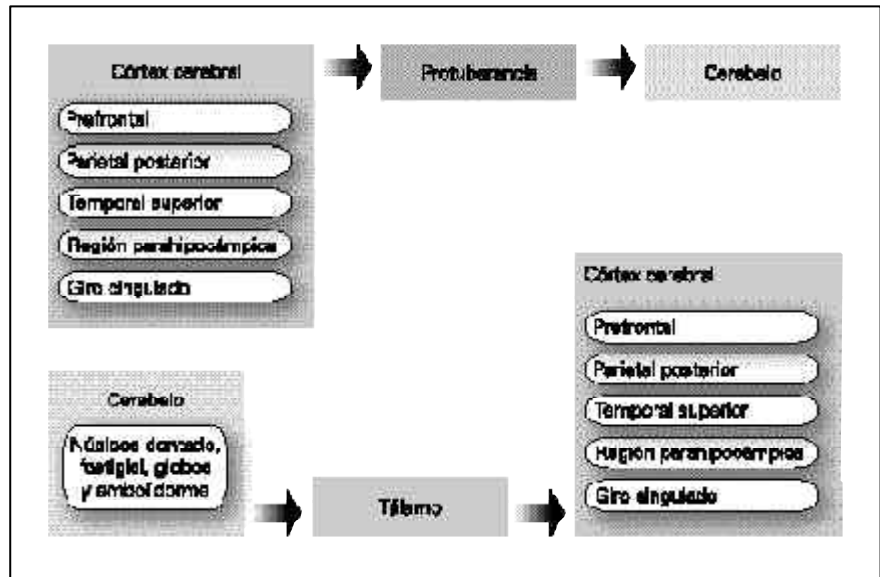 Córtex cerebral
Prefrontal
Parietal posterior
Temporal superior
Región parahipocámpica
Giro cingulado
Protuberancia
Cerebelo
Cerebelo
Núcleos dentado,
fastigial, globos
y emboliforme
Tálamo
Córtex cerebral
Prefrontal
Parietal posterior
Temporal superior
Región parahipocámpica
Giro cingulado